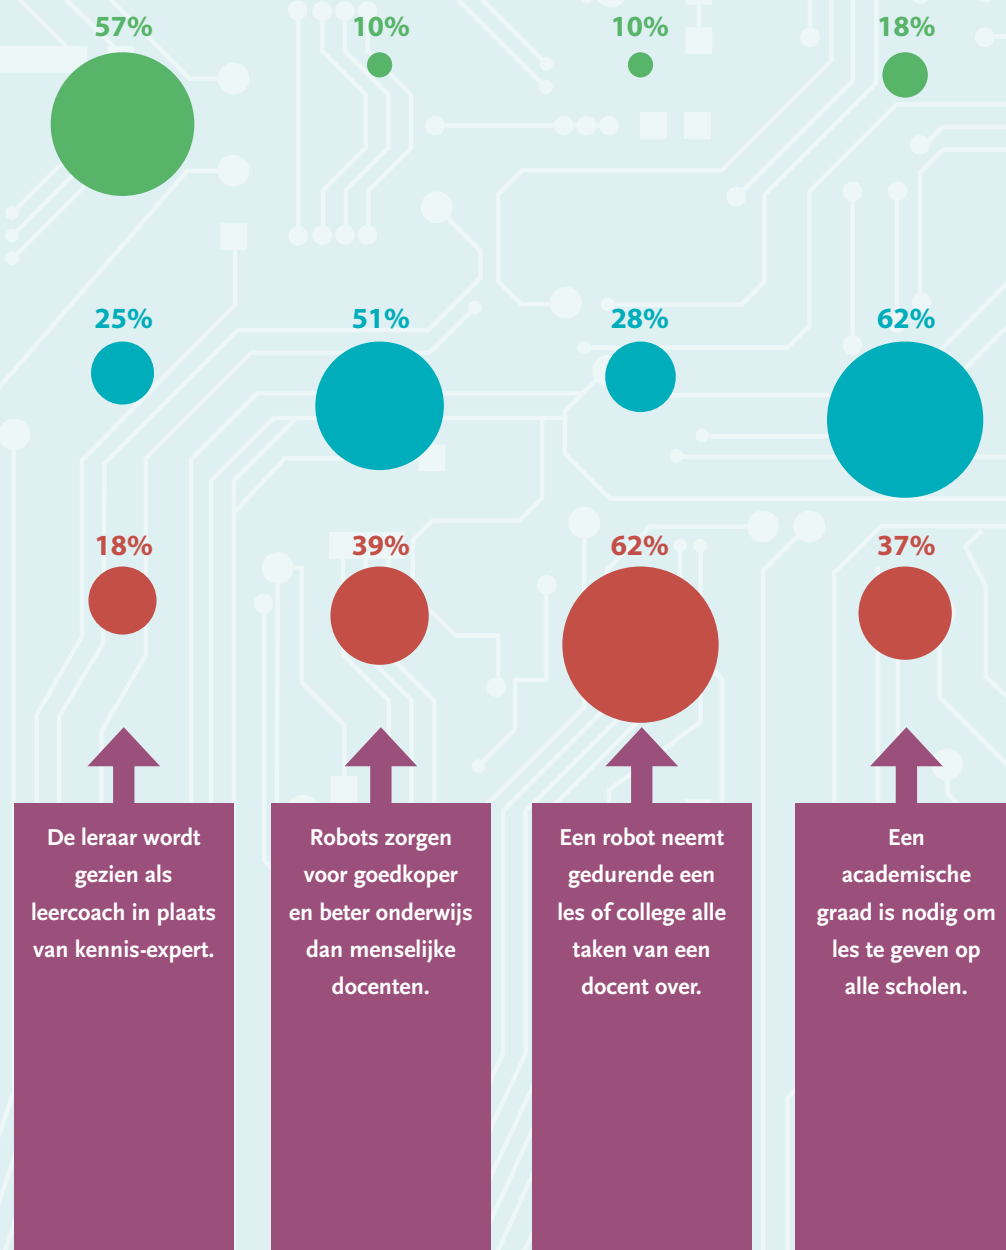 57% 10% 10% 18%
25% 51% 28% 62%
18% 39% 62% 37%
De leraar wordt
gezien als
leercoach in plaats
van kennis-expert.
Robots zorgen
voor goedkoper
en beter onderwijs
dan menselijke
docenten.
Een robot neemt
gedurende een
les of college alle
taken van een
docent over.
Een
academische
graad is nodig om
les te geven op
alle scholen.